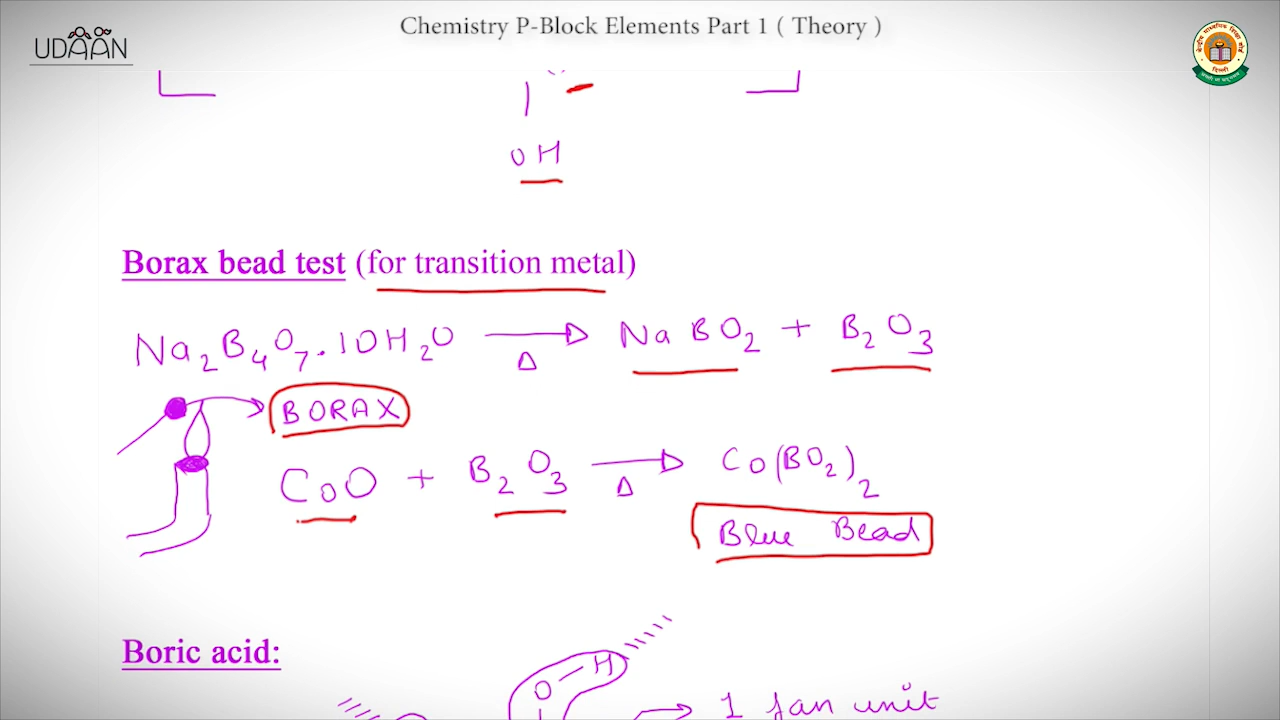 Chemistry P-Block Elements Part 1 ( Theory )
UDAAN
OH
Borax bead test (for transition metal)
Na₂B₄O₇.10H₂O →Δ NaBO₂ + B₂O₃
BORAX
CoO + B₂O₃ →Δ Co(BO₂)₂
Blue Bead
Boric acid:
O-H
1 fan unit